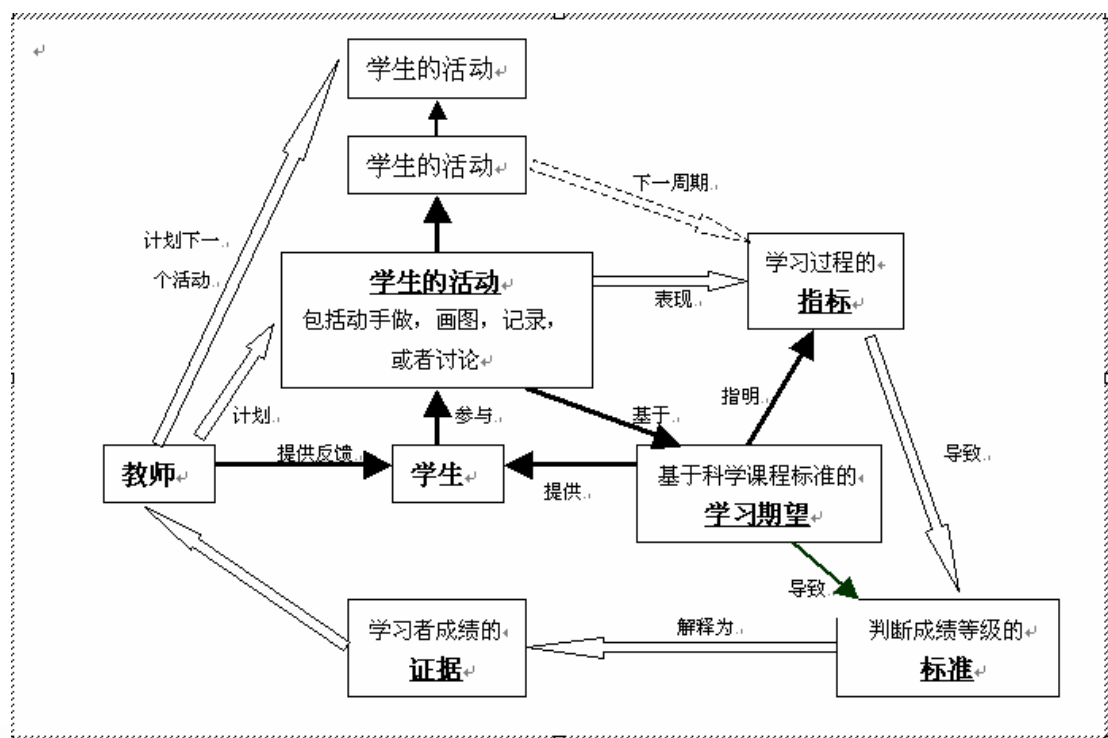 学生的活动
学生的活动
下一周期
计划下一
个活动
学生的活动
包括动手做，画图，记录，
或者讨论
表现
学习过程的
指标
计划
参与
基于
指明
导致
教师
提供反馈
学生
提供
基于科学课程标准的
学习期望
导致
学习者成绩的
证据
解释为
判断成绩等级的
标准